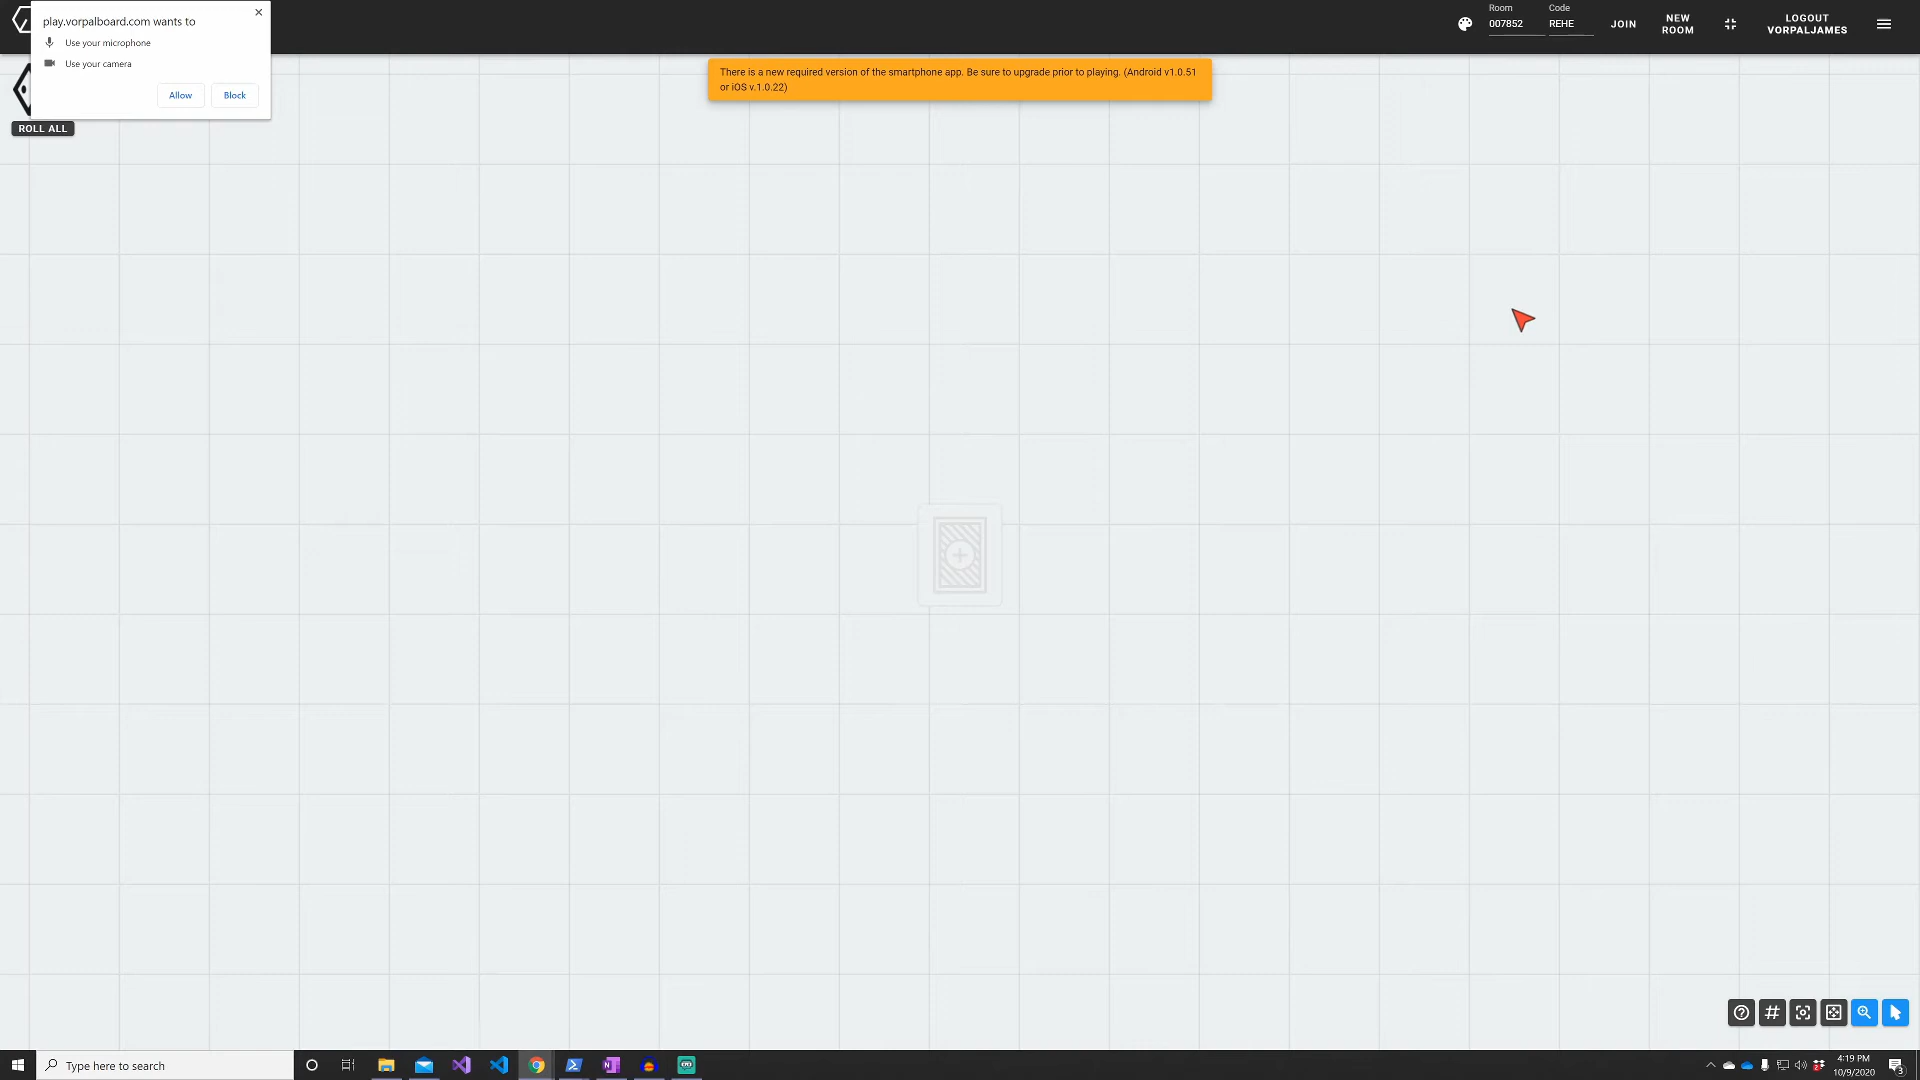 play.vorpalboard.com wants to
Use your microphone
Use your camera
Allow
Block
ROLL ALL
There is a new required version of the smartphone app. Be sure to upgrade prior to playing. (Android v1.0.51
or iOS v.1.0.22)
Room
007852
Code
REHE
JOIN
NEW
ROOM
LOGOUT
VORPALJAMES
Type here to search
4:19 PM
10/9/2020
3